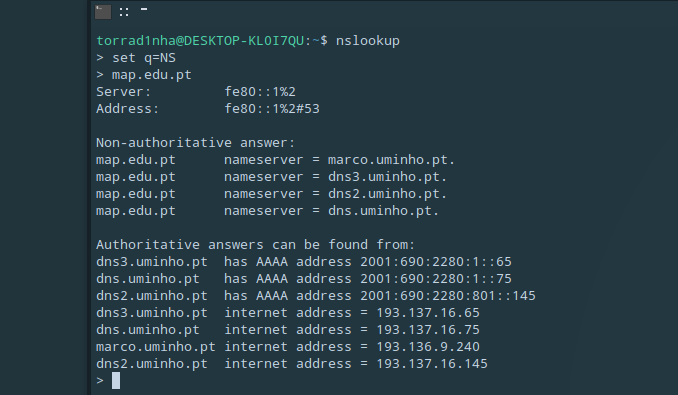 torrad1nha@DESKTOP-KL0I7QU:~$ nslookup
> set q=NS
> map.edu.pt
Server:         fe80::1%2
Address:        fe80::1%2#53

Non-authoritative answer:
map.edu.pt      nameserver = marco.uminho.pt.
map.edu.pt      nameserver = dns3.uminho.pt.
map.edu.pt      nameserver = dns2.uminho.pt.
map.edu.pt      nameserver = dns.uminho.pt.

Authoritative answers can be found from:
dns3.uminho.pt  has AAAA address 2001:690:2280:1::65
dns.uminho.pt   has AAAA address 2001:690:2280:1::75
dns2.uminho.pt  has AAAA address 2001:690:2280:801::145
dns3.uminho.pt  internet address = 193.137.16.65
dns.uminho.pt   internet address = 193.137.16.75
marco.uminho.pt internet address = 193.136.9.240
dns2.uminho.pt  internet address = 193.137.16.145
>